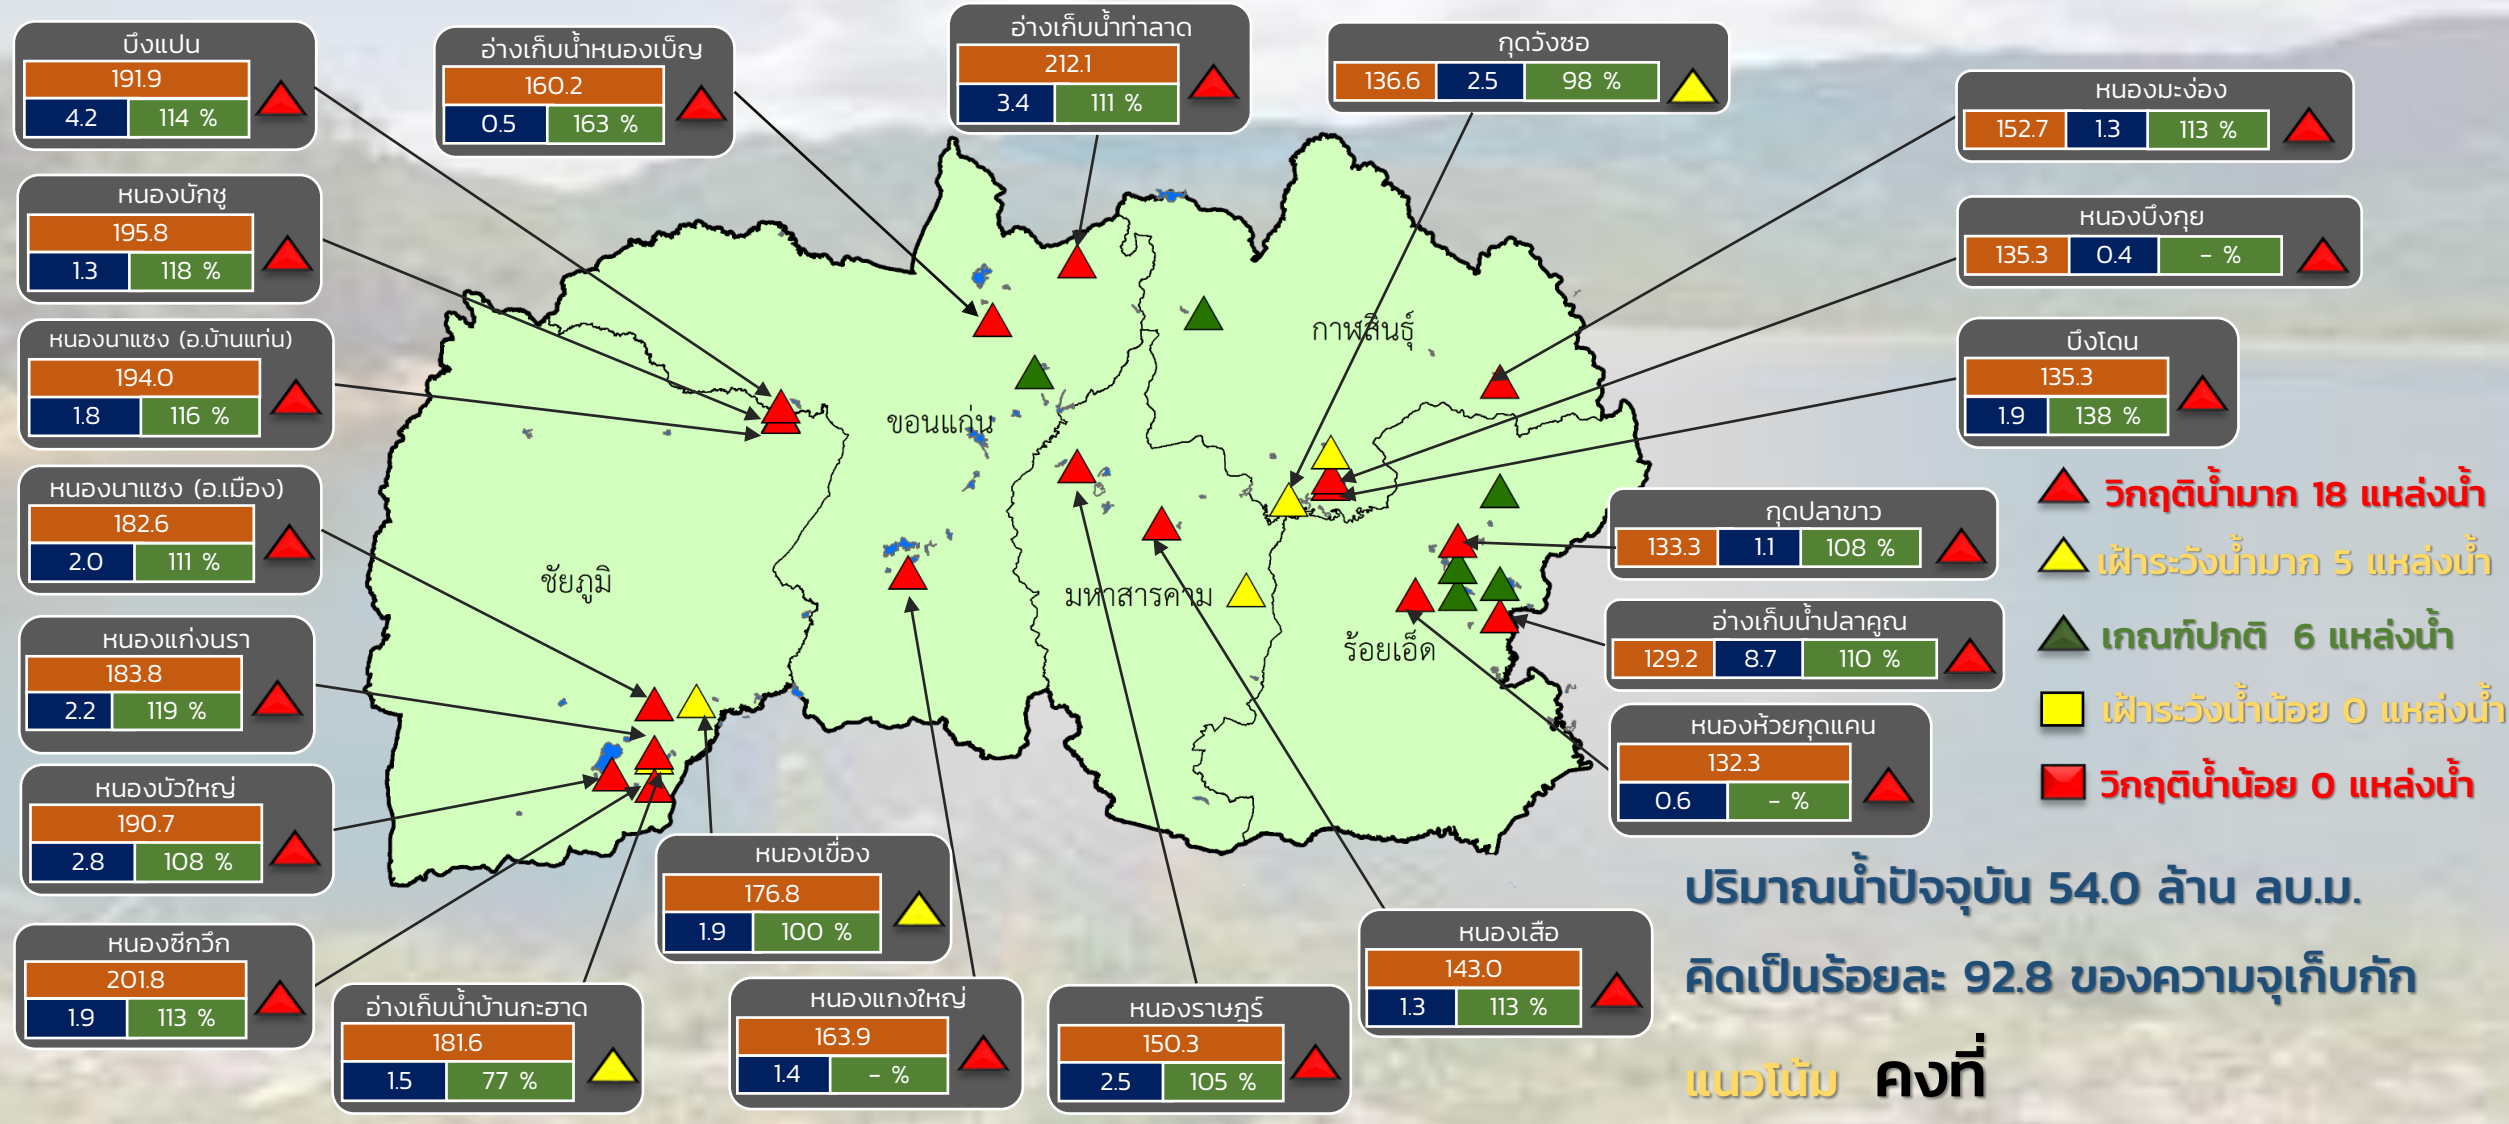 บึงแปน
191.9
4.2 114 %
อ่างเก็บน้ำหนองเบ็ญ
160.2
0.5 163 %
อ่างเก็บน้ำท่าลาด
212.1
3.4 111 %
กุดวังซอ
136.6 2.5 98 %
หนองมะง่อง
152.7 1.3 113 %
หนองบักชู
195.8
1.3 118 %
หนองบึงกุย
135.3 0.4 - %
หนองนาแซง (อ.บ้านแท่น)
194.0
1.8 116 %
บึงโดน
135.3
1.9 138 %
กาฬสินธุ์
ขอนแก่น
ชัยภูมิ
มหาสารคาม
ร้อยเอ็ด
หนองนาแซง (อ.เมือง)
182.6
2.0 111 %
กุดปลาขาว
133.3 1.1 108 %
วิกฤติน้ำมาก 18 แหล่งน้ำ
เฝ้าระวังน้ำมาก 5 แหล่งน้ำ
เกณฑ์ปกติ 6 แหล่งน้ำ
เฝ้าระวังน้ำน้อย 0 แหล่งน้ำ
วิกฤติน้ำน้อย 0 แหล่งน้ำ
หนองแก่งนรา
183.8
2.2 119 %
อ่างเก็บน้ำปลาคูณ
129.2 8.7 110 %
หนองห้วยกุดแคน
132.3
0.6 - %
หนองบัวใหญ่
190.7
2.8 108 %
หนองเขื่อง
176.8
1.9 100 %
หนองซีกวึก
201.8
1.9 113 %
อ่างเก็บน้ำบ้านกะฮาด
181.6
1.5 77 %
หนองแกงใหญ่
163.9
1.4 - %
หนองราษฎร์
150.3
2.5 105 %
หนองเสือ
143.0
1.3 113 %
ปริมาณน้ำปัจจุบัน 54.0 ล้าน ลบ.ม.
คิดเป็นร้อยละ 92.8 ของความจุเก็บกัก
แนวโน้ม คงที่